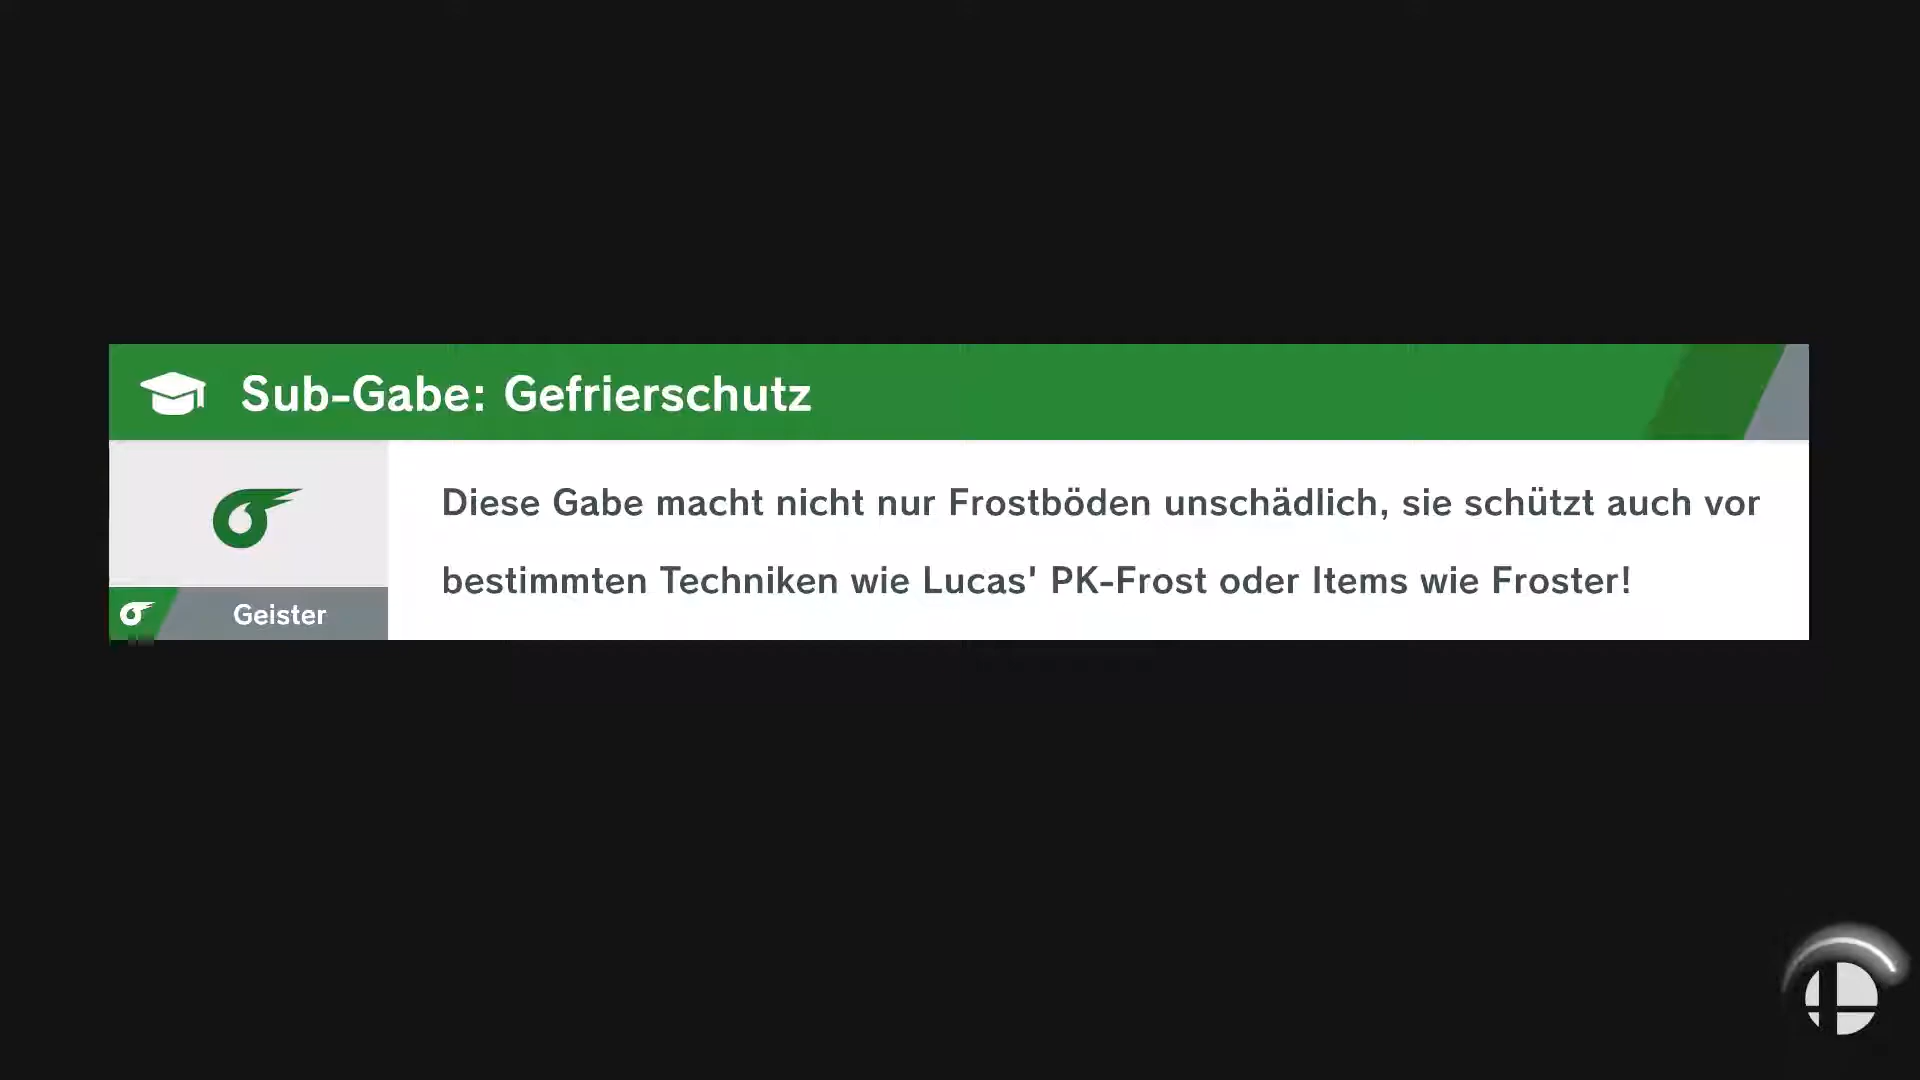 Sub-Gabe: Gefrierschutz
Diese Gabe macht nicht nur Frostböden unschädlich, sie schützt auch vor
bestimmten Techniken wie Lucas' PK-Frost oder Items wie Froster!
Geister